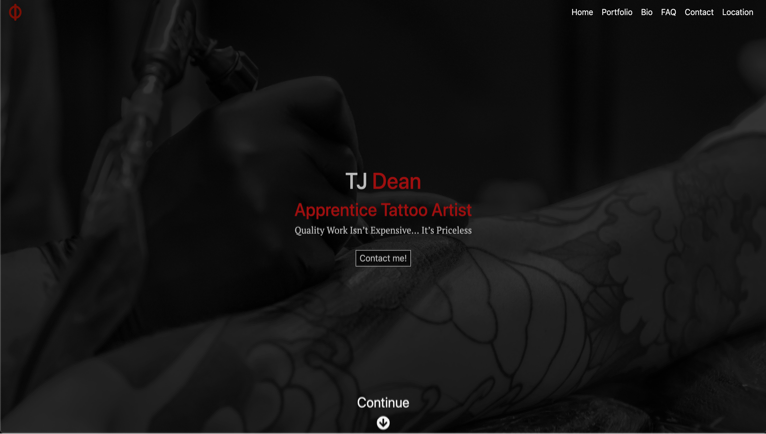 Home Portfolio Bio FAQ Contact Location
TJ Dean
Apprentice Tattoo Artist
Quality Work Isn't Expensive... It's Priceless
Contact me!
Continue